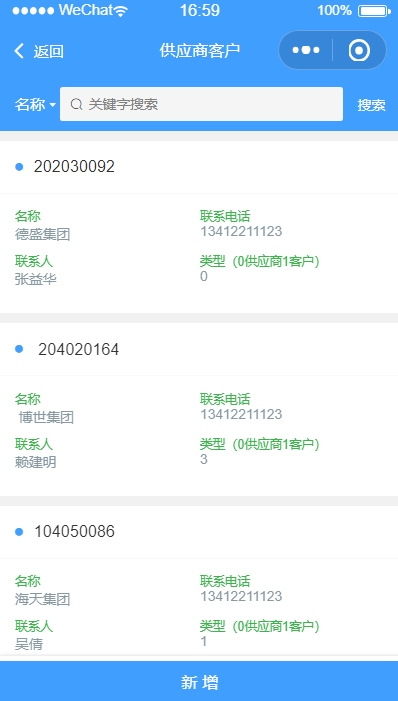 WeChat 16:59 100%
返回 供应商客户
名称 关键字搜索 搜索
202030092
名称 联系电话
德盛集团 13412211123
联系人 类型（0供应商1客户）
张益华 0
204020164
名称 联系电话
博世集团 13412211123
联系人 类型（0供应商1客户）
赖建明 3
104050086
名称 联系电话
海天集团 13412211123
联系人 类型（0供应商1客户）
吴倩 1
新 增